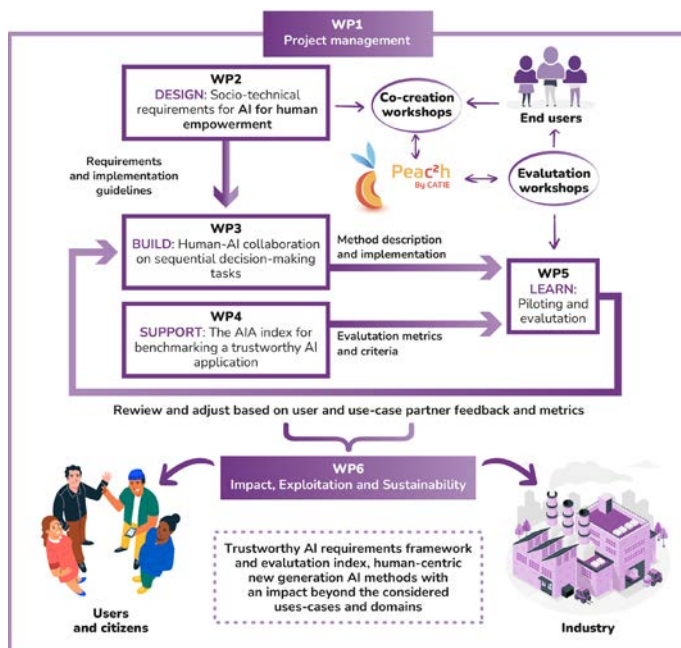 WP1
Project management
WP2
DESIGN: Socio-technical
requirements for AI for human
empowerment
Co-creation
workshops
End users
Requirements
and implementation
guidelines
Peac²h
By CATIE
Evalutation
workshops
WP3
BUILD: Human-AI collaboration
on sequential decision-making
tasks
Method description
and implementation
WP5
LEARN:
Piloting and
evalutation
WP4
SUPPORT: The AIA index for
benchmarking a trustworthy AI
application
Evalutation metrics
and criteria
Rewiew and adjust based on user and use-case partner feedback and metrics
WP6
Impact, Exploitation and Sustainability
Trustworthy AI requirements framework
and evalutation index, human-centric
new generation AI methods with
an impact beyond the considered
uses-cases and domains
Users
and citizens
Industry